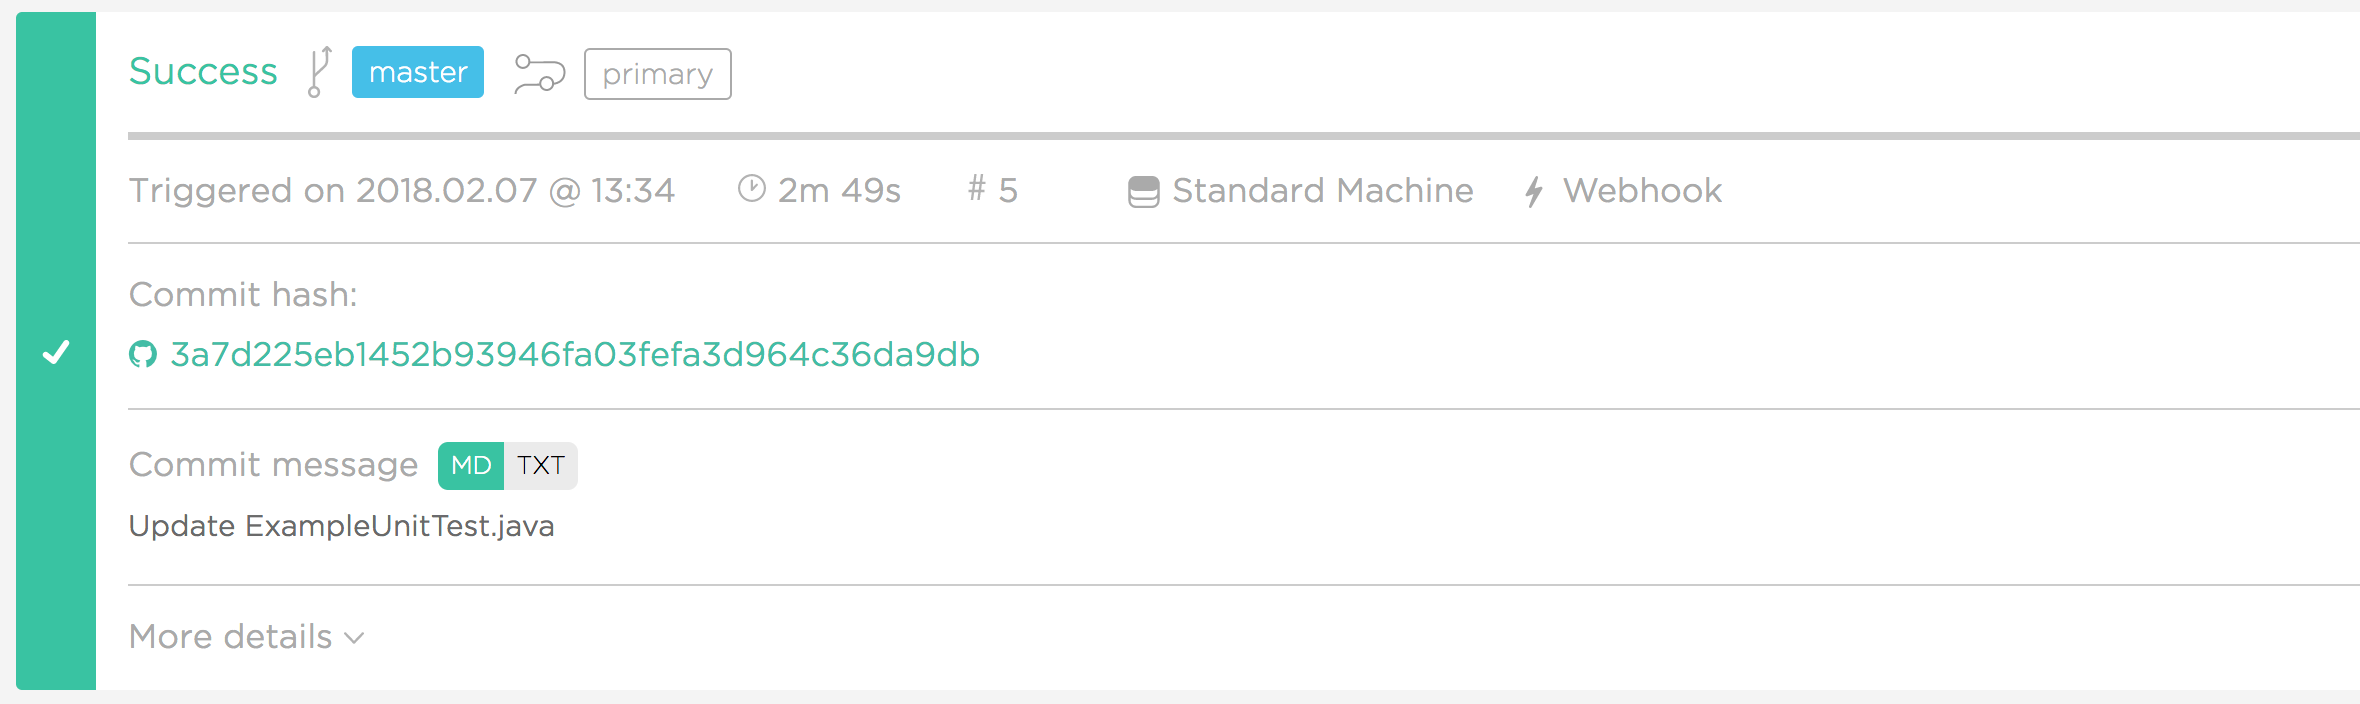 Success master primary
Triggered on 2018.02.07 @ 13:34 2m 49s # 5 Standard Machine Webhook
Commit hash:
3a7d225eb1452b93946fa03fefa3d964c36da9db
Commit message MD TXT
Update ExampleUnitTest.java
More details